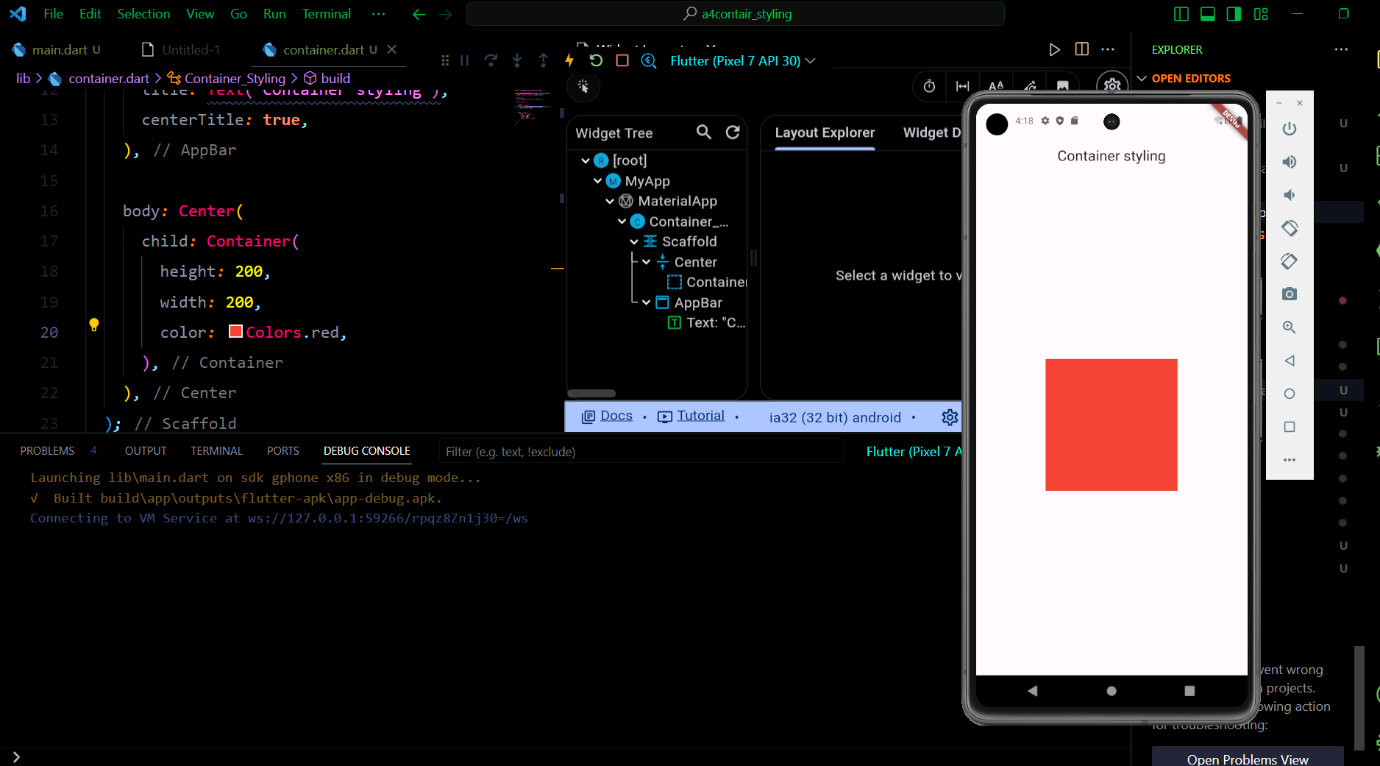 File Edit Selection View Go Run Terminal ··· a4contair_styling
main.dart U Untitled-1 container.dart U
Flutter (Pixel 7 API 30)
EXPLORER
lib > container.dart > Container_Styling > build
OPEN EDITORS
12 title: Text("Container styling"),
13 centerTitle: true,
14 ), // AppBar
15
16 body: Center(
17 child: Container(
18 height: 200,
19 width: 200,
20 color: Colors.red,
21 ), // Container
22 ), // Center
23 ); // Scaffold
Widget Tree
[root]
MyApp
MaterialApp
Container_...
Scaffold
Center
Container
AppBar
Text: "C...
Layout Explorer Widget D
Select a widget to v
Docs · Tutorial · ia32 (32 bit) android ·
4:18
DEBUG
Container styling
PROBLEMS 4 OUTPUT TERMINAL PORTS DEBUG CONSOLE Filter (e.g. text, !exclude) Flutter (Pixel 7 A
Launching lib\main.dart on sdk gphone x86 in debug mode...
√ Built build\app\outputs\flutter-apk\app-debug.apk.
Connecting to VM Service at ws://127.0.0.1:59266/rpqz8Zn1j30=/ws
U
U
U
U
U
U
vent wrong
projects.
owing action
for troubleshooting:
Open Problems View